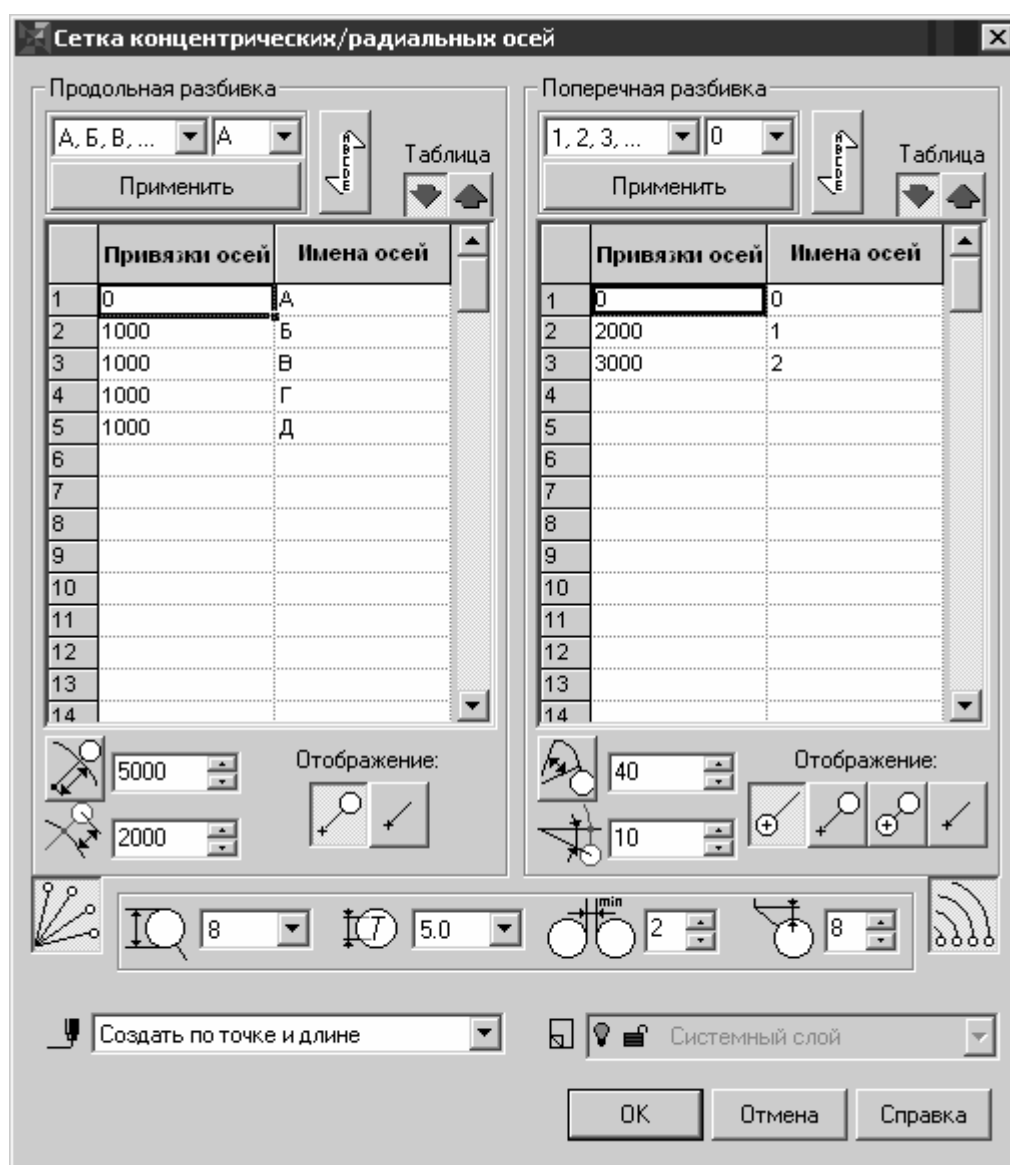 Сетка концентрических/радиальных осей
Продольная разбивка
А, Б, В, ... А
Применить
A B C D E
Таблица
Привязки осей Имена осей
1 0 А
2 1000 Б
3 1000 В
4 1000 Г
5 1000 Д
6
7
8
9
10
11
12
13
14
5000
2000
Отображение:
Поперечная разбивка
1, 2, 3, ... 0
Применить
A B C D E
Таблица
Привязки осей Имена осей
1 0 0
2 2000 1
3 3000 2
4
5
6
7
8
9
10
11
12
13
14
40
10
Отображение:
8
T 5.0
min 2
8
Создать по точке и длине
Системный слой
OK Отмена Справка